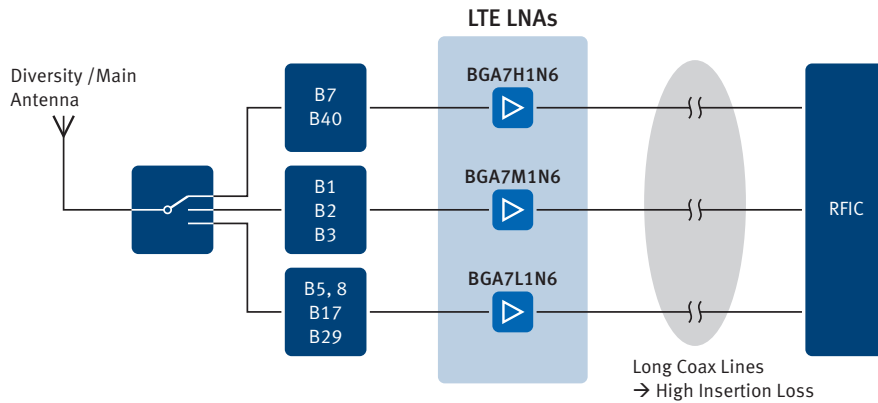 LTE LNAs
Diversity /Main
Antenna
B7
B40
BGA7H1N6
B1
B2
B3
BGA7M1N6
RFIC
B5, 8
B17
B29
BGA7L1N6
Long Coax Lines
→ High Insertion Loss